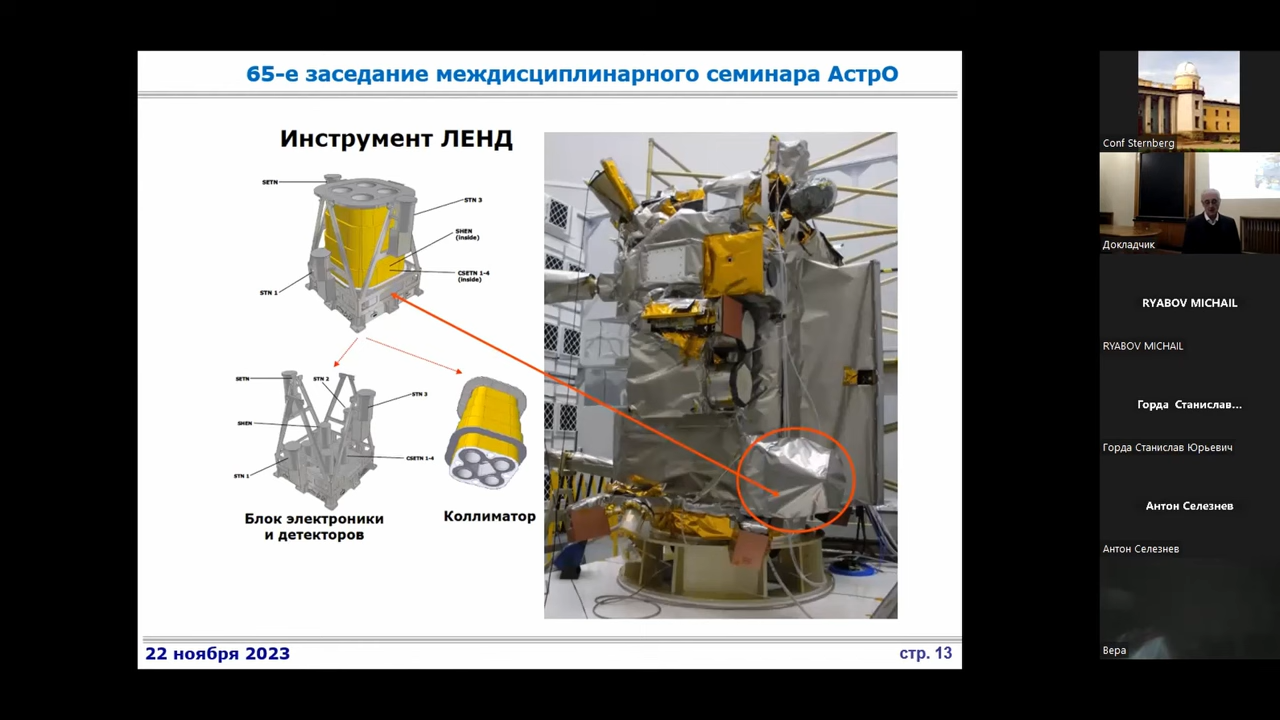 65-е заседание междисциплинарного семинара АстрО
Инструмент ЛЕНД
SETN
STN 3
SHEN
(inside)
CSETN 1-4
(inside)
STN 1
SETN
STN 2
STN 3
SHEN
CSETN 1-4
STN 1
Блок электроники
и детекторов
Коллиматор
22 ноября 2023
стр. 13
Conf Sternberg
Докладчик
RYABOV MICHAIL
RYABOV MICHAIL
Горда Станислав...
Горда Станислав Юрьевич
Антон Селезнев
Антон Селезнев
Вера